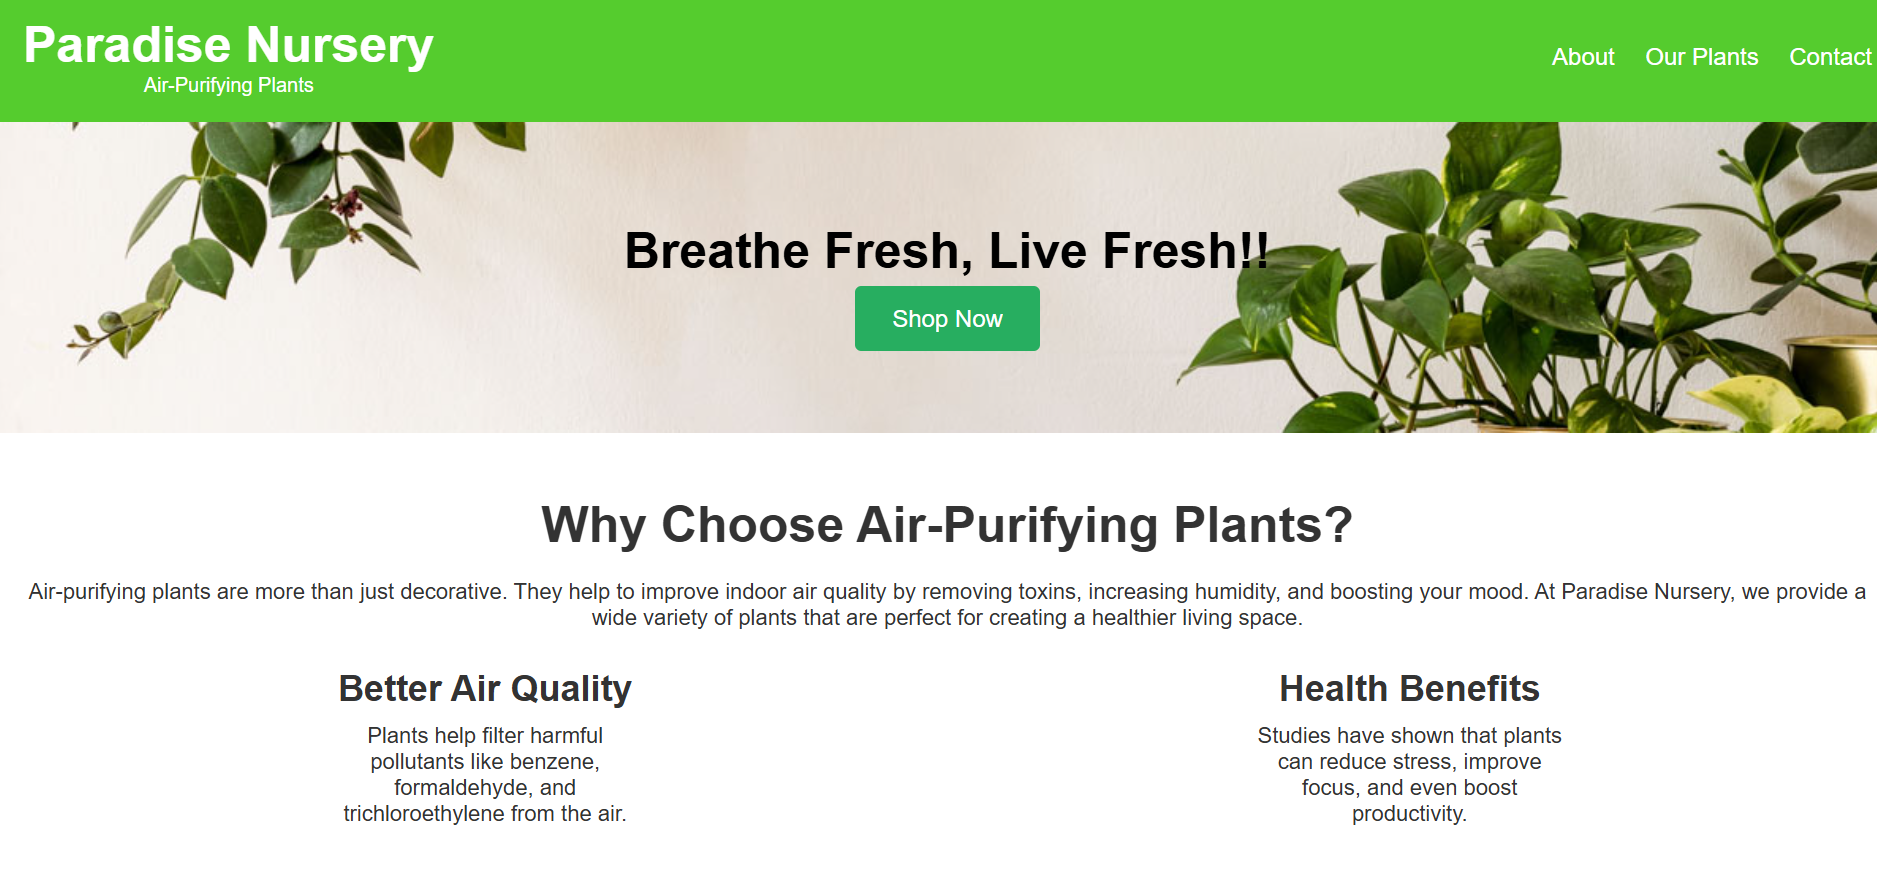 Paradise Nursery
Air-Purifying Plants
About
Our Plants
Contact
Breathe Fresh, Live Fresh!!
Shop Now
Why Choose Air-Purifying Plants?
Air-purifying plants are more than just decorative. They help to improve indoor air quality by removing toxins, increasing humidity, and boosting your mood. At Paradise Nursery, we provide a
wide variety of plants that are perfect for creating a healthier living space.
Better Air Quality
Plants help filter harmful
pollutants like benzene,
formaldehyde, and
trichloroethylene from the air.
Health Benefits
Studies have shown that plants
can reduce stress, improve
focus, and even boost
productivity.